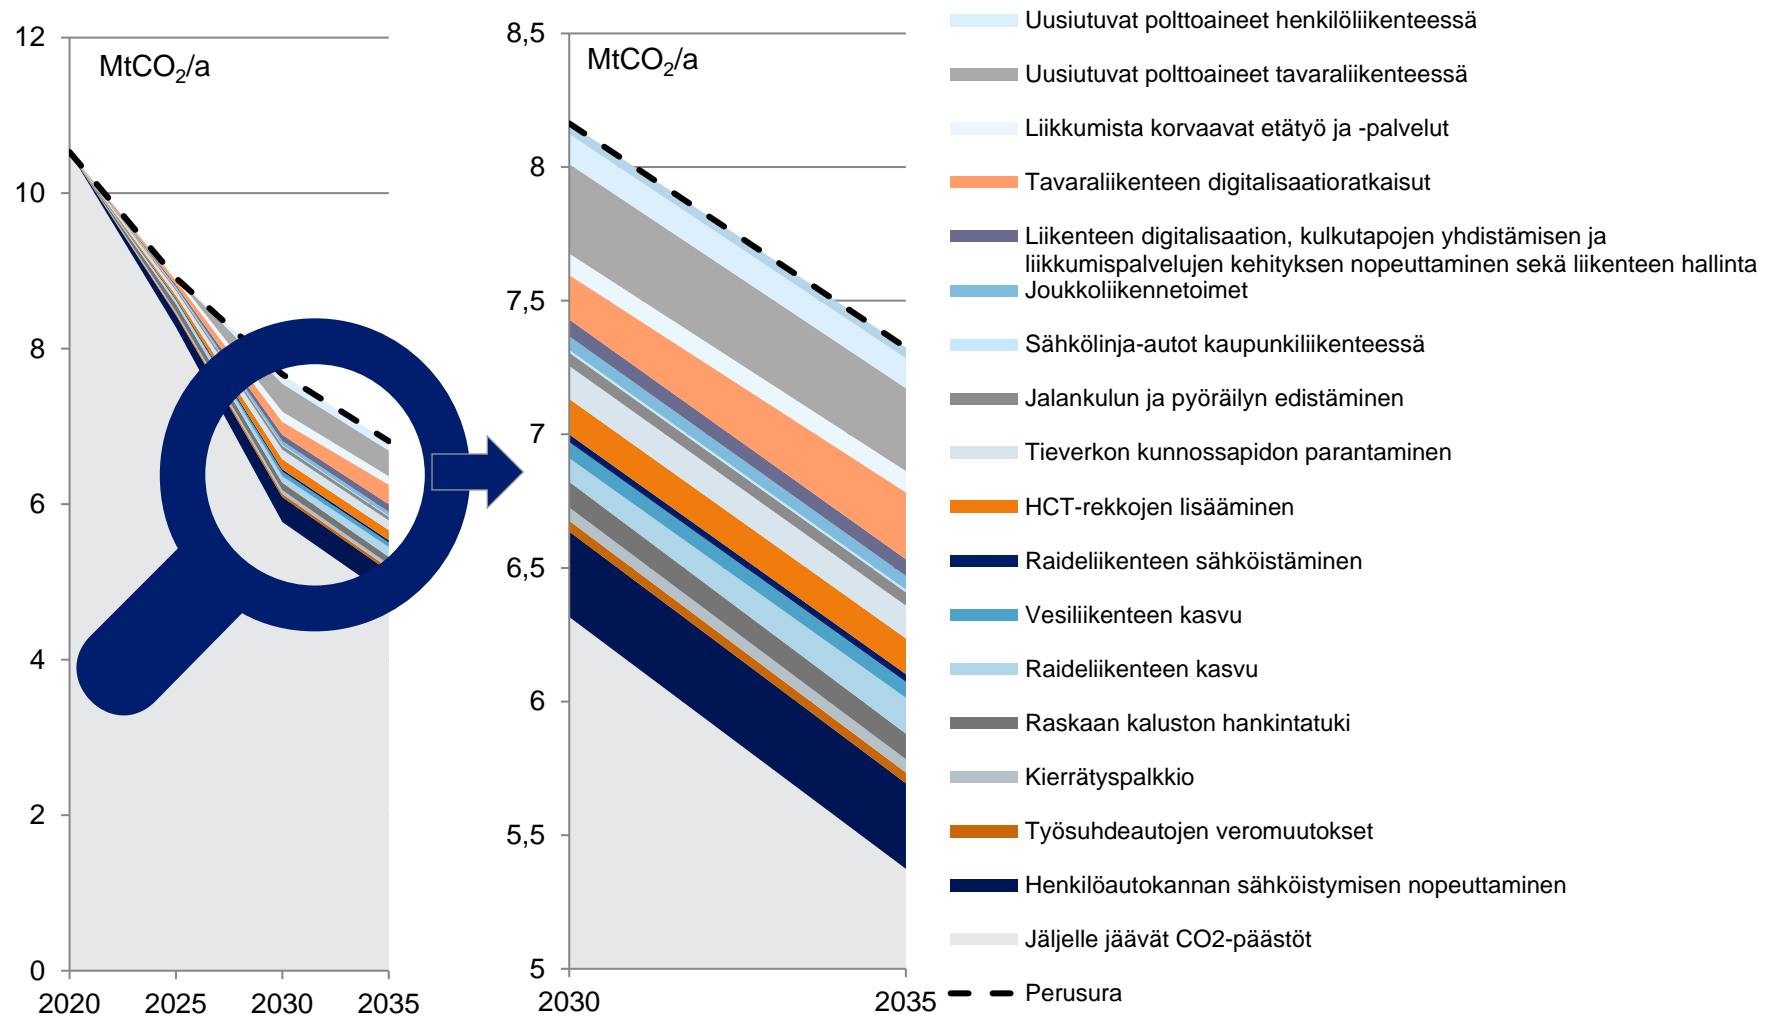 12
10
8
6
4
2
0
MtCO2/a
2020 2025 2030 2035
8,5
8
7,5
7
6,5
6
5,5
5
MtCO2/a
2030 2035
Uusiutuvat polttoaineet henkilöliikenteessä
Uusiutuvat polttoaineet tavaraliikenteessä
Liikkumista korvaavat etätyö ja -palvelut
Tavaraliikenteen digitalisaatioratkaisut
Liikenteen digitalisaation, kulkutapojen yhdistämisen ja
liikkumispalvelujen kehityksen nopeuttaminen sekä liikenteen hallinta
Joukkoliikennetoimet
Sähkölinja-autot kaupunkiliikenteessä
Jalankulun ja pyöräilyn edistäminen
Tieverkon kunnossapidon parantaminen
HCT-rekkojen lisääminen
Raideliikenteen sähköistäminen
Vesiliikenteen kasvu
Raideliikenteen kasvu
Raskaan kaluston hankintatuki
Kierrätyspalkkio
Työsuhdeautojen veromuutokset
Henkilöautokannan sähköistymisen nopeuttaminen
Jäljelle jäävät CO2-päästöt
Perusura